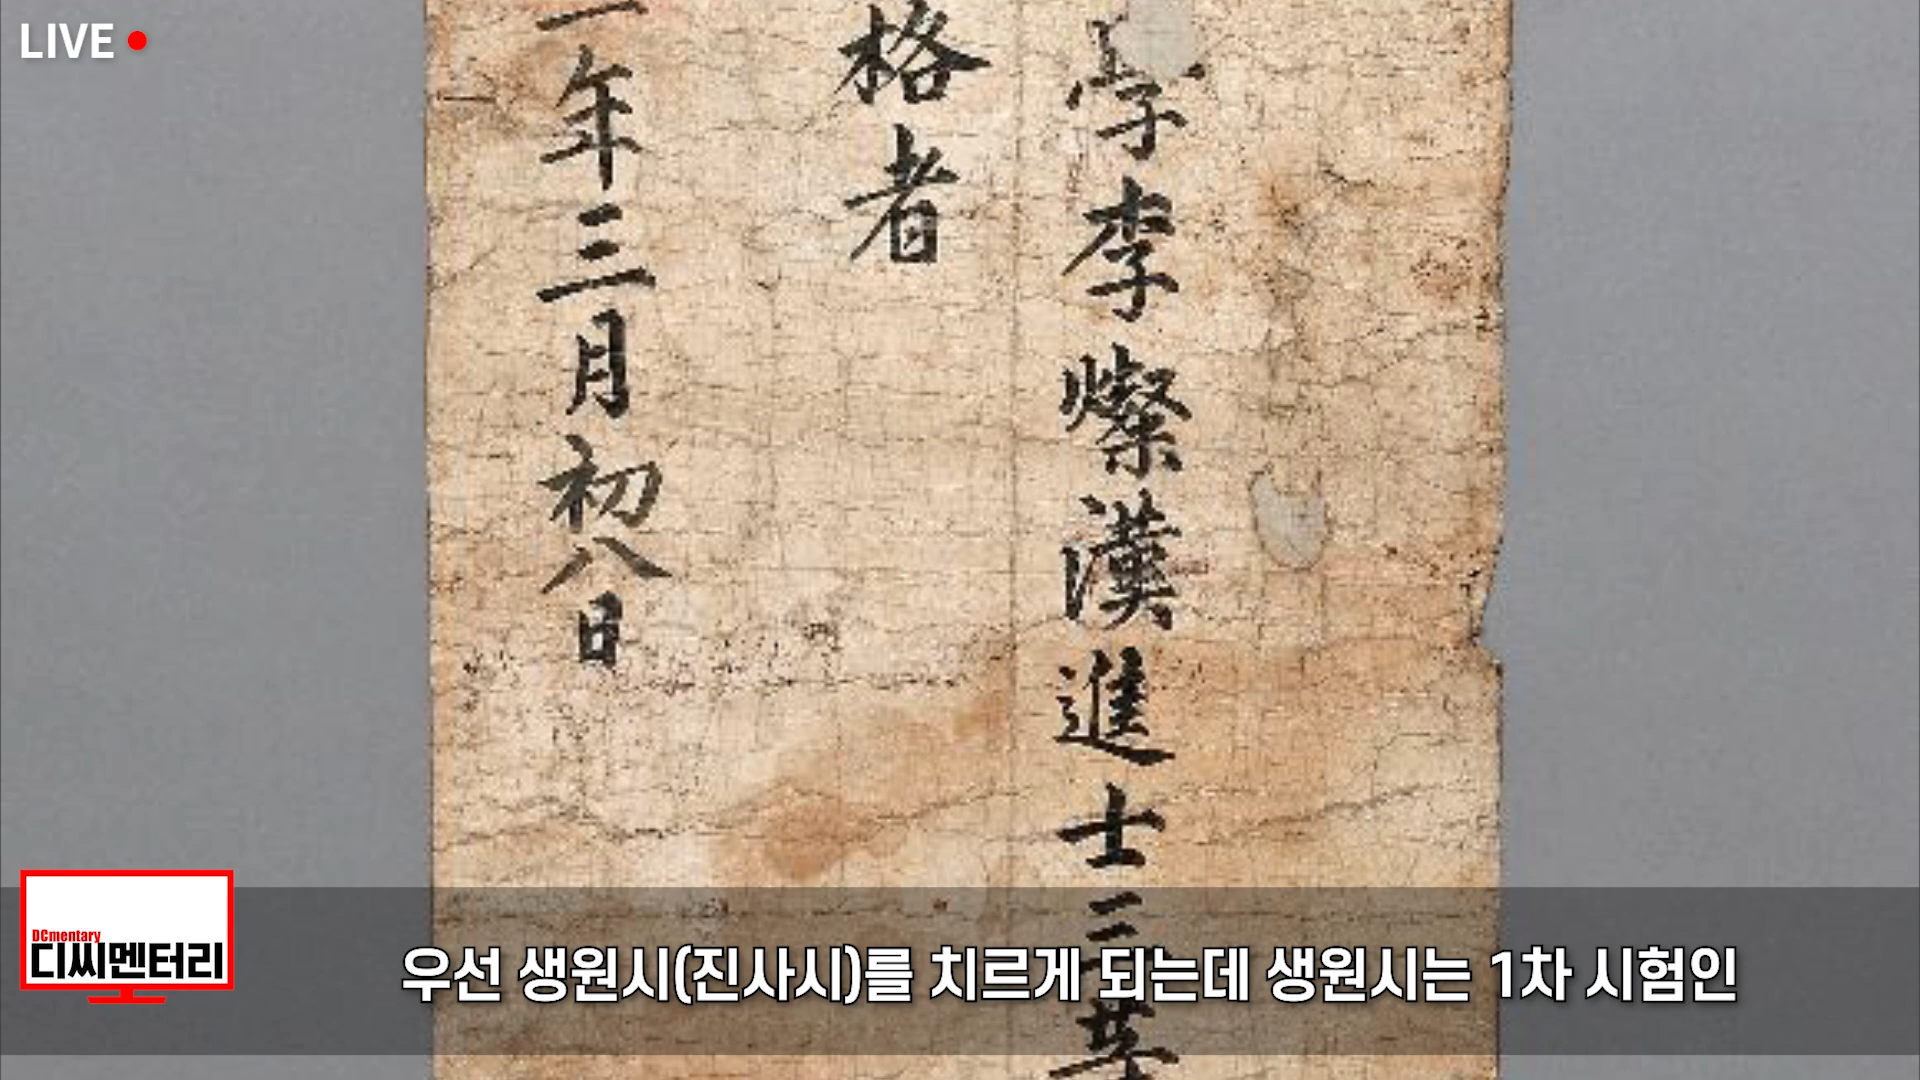 LIVE
學李燦漢進士三等
格者
年三月初八日
DCmentary
디씨멘터리
우선 생원시(진사시)를 치르게 되는데 생원시는 1차 시험인